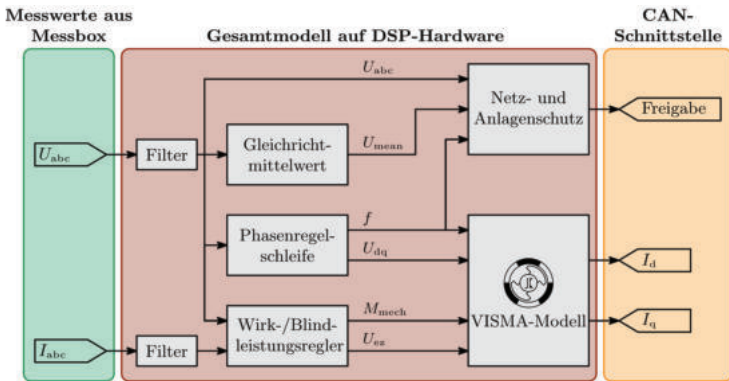 Messwerte aus
Messbox
Gesamtmodell auf DSP-Hardware
CAN-
Schnittstelle
U_abc
Netz- und
Anlagenschutz
Freigabe
U_abc
Filter
Gleichricht-
mittelwert
U_mean
Phasenregel-
schleife
f
U_dq
VISMA-Modell
I_d
I_q
I_abc
Filter
Wirk-/Blind-
leistungsregler
M_mech
U_ez